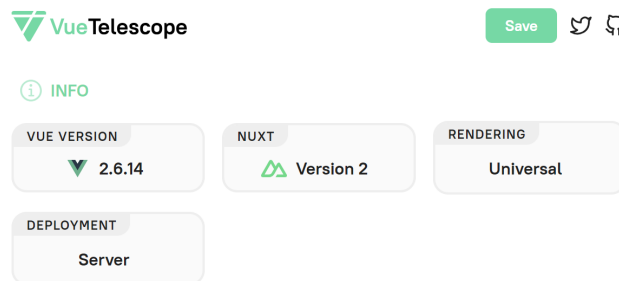 VueTelescope
Save
INFO
VUE VERSION
2.6.14
NUXT
Version 2
RENDERING
Universal
DEPLOYMENT
Server